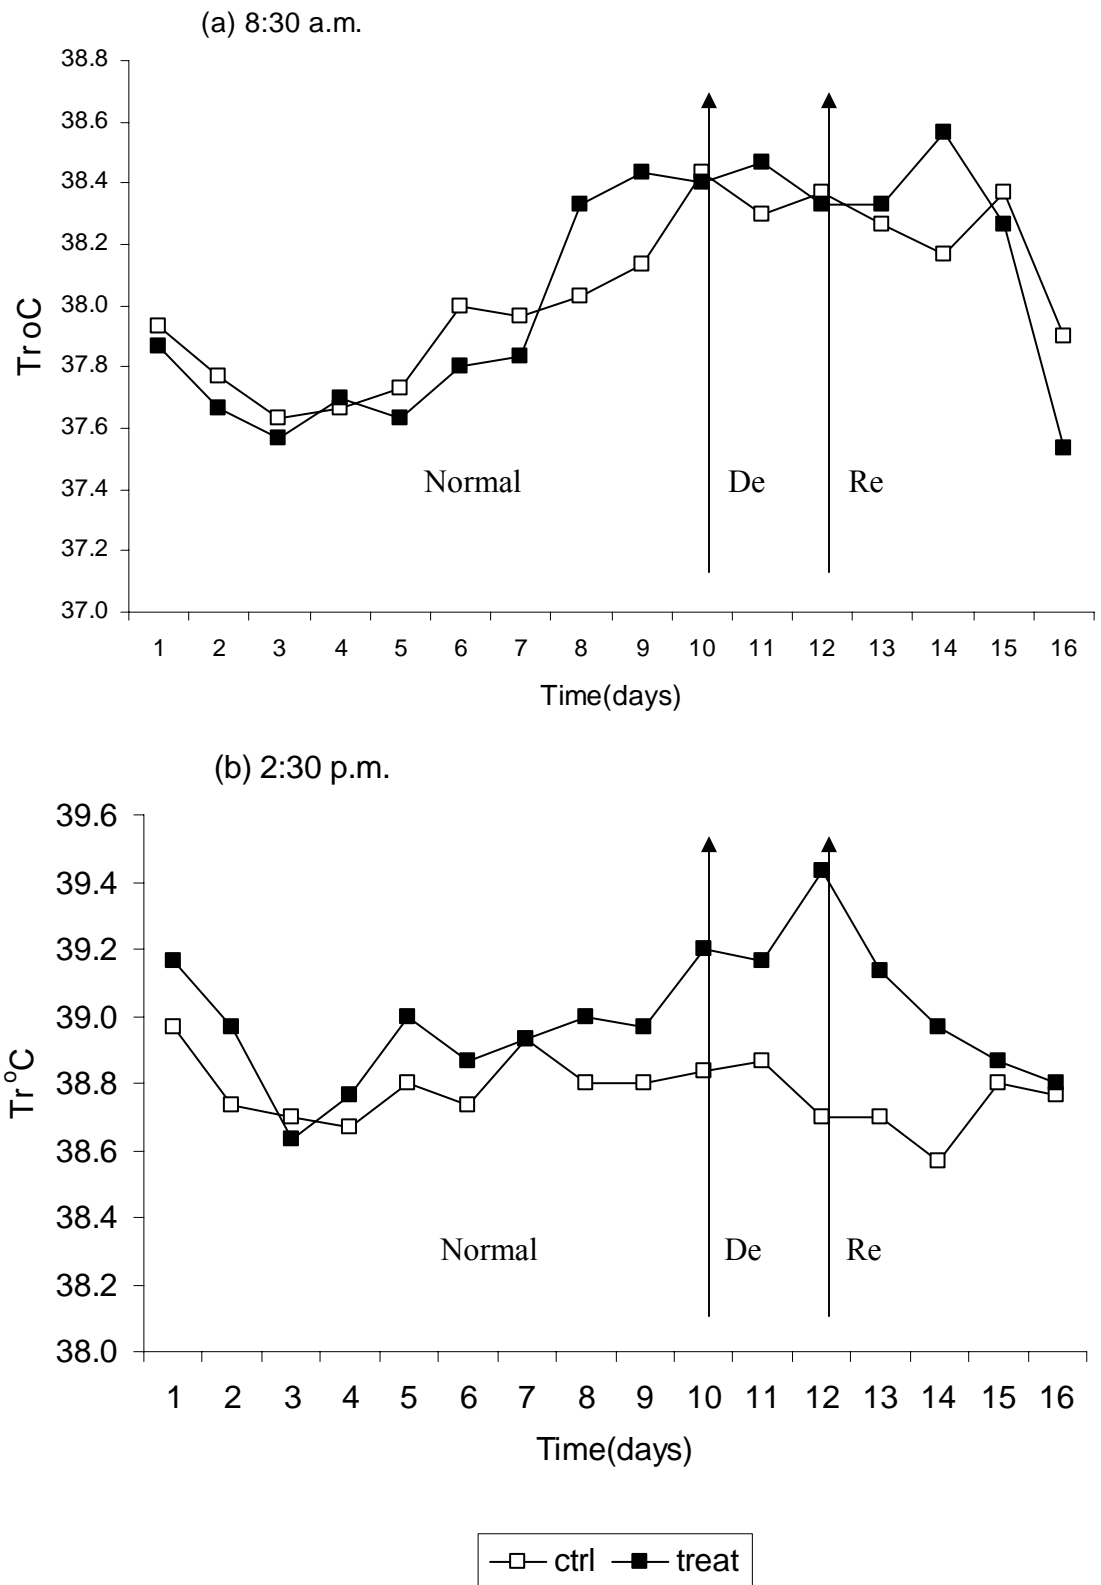 (a) 8:30 a.m.
38.8
38.6
38.4
38.2
38.0
37.8
37.6
37.4
37.2
37.0
Tr oC
Normal De Re
1 2 3 4 5 6 7 8 9 10 11 12 13 14 15 16
Time(days)
(b) 2:30 p.m.
39.6
39.4
39.2
39.0
38.8
38.6
38.4
38.2
38.0
Tr °C
Normal De Re
1 2 3 4 5 6 7 8 9 10 11 12 13 14 15 16
Time(days)
ctrl treat